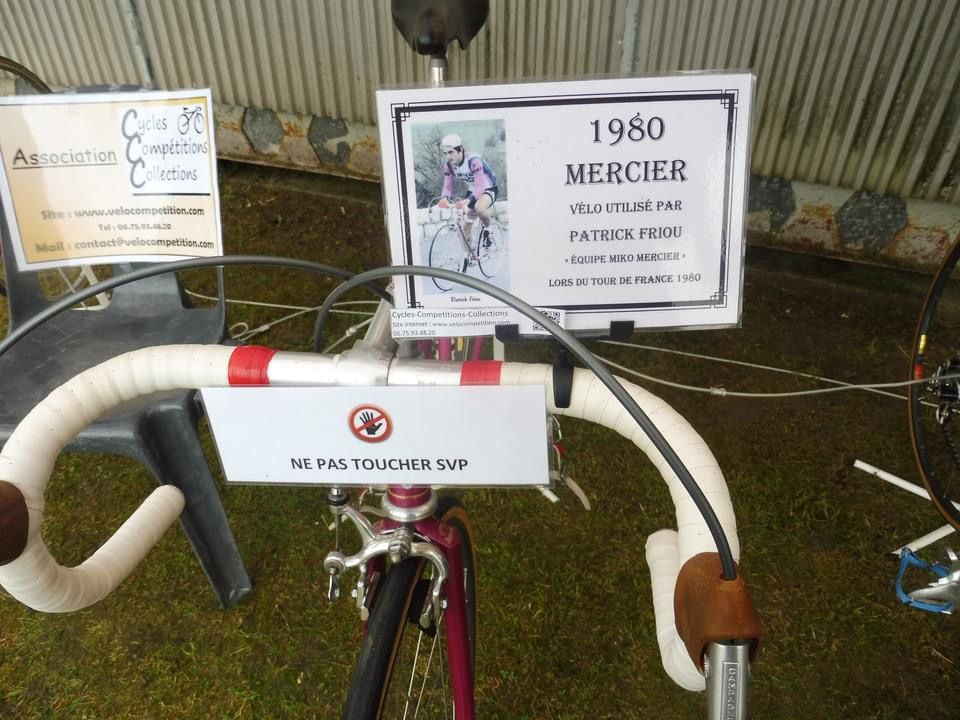 Association
Cycles
Compétitions
Collections
Site : www.velocompetition.com
Tel : 06.75.93.48.20
Mail : contact@velocompetition.com
1980
MERCIER
VÉLO UTILISÉ PAR
PATRICK FRIOU
• ÉQUIPE MIKO MERCIER •
LORS DU TOUR DE FRANCE 1980
Patrick Friou
Cycles-Competitions-Collections
Site internet : www.velocompetition.com
06.75.93.48.20
NE PAS TOUCHER SVP